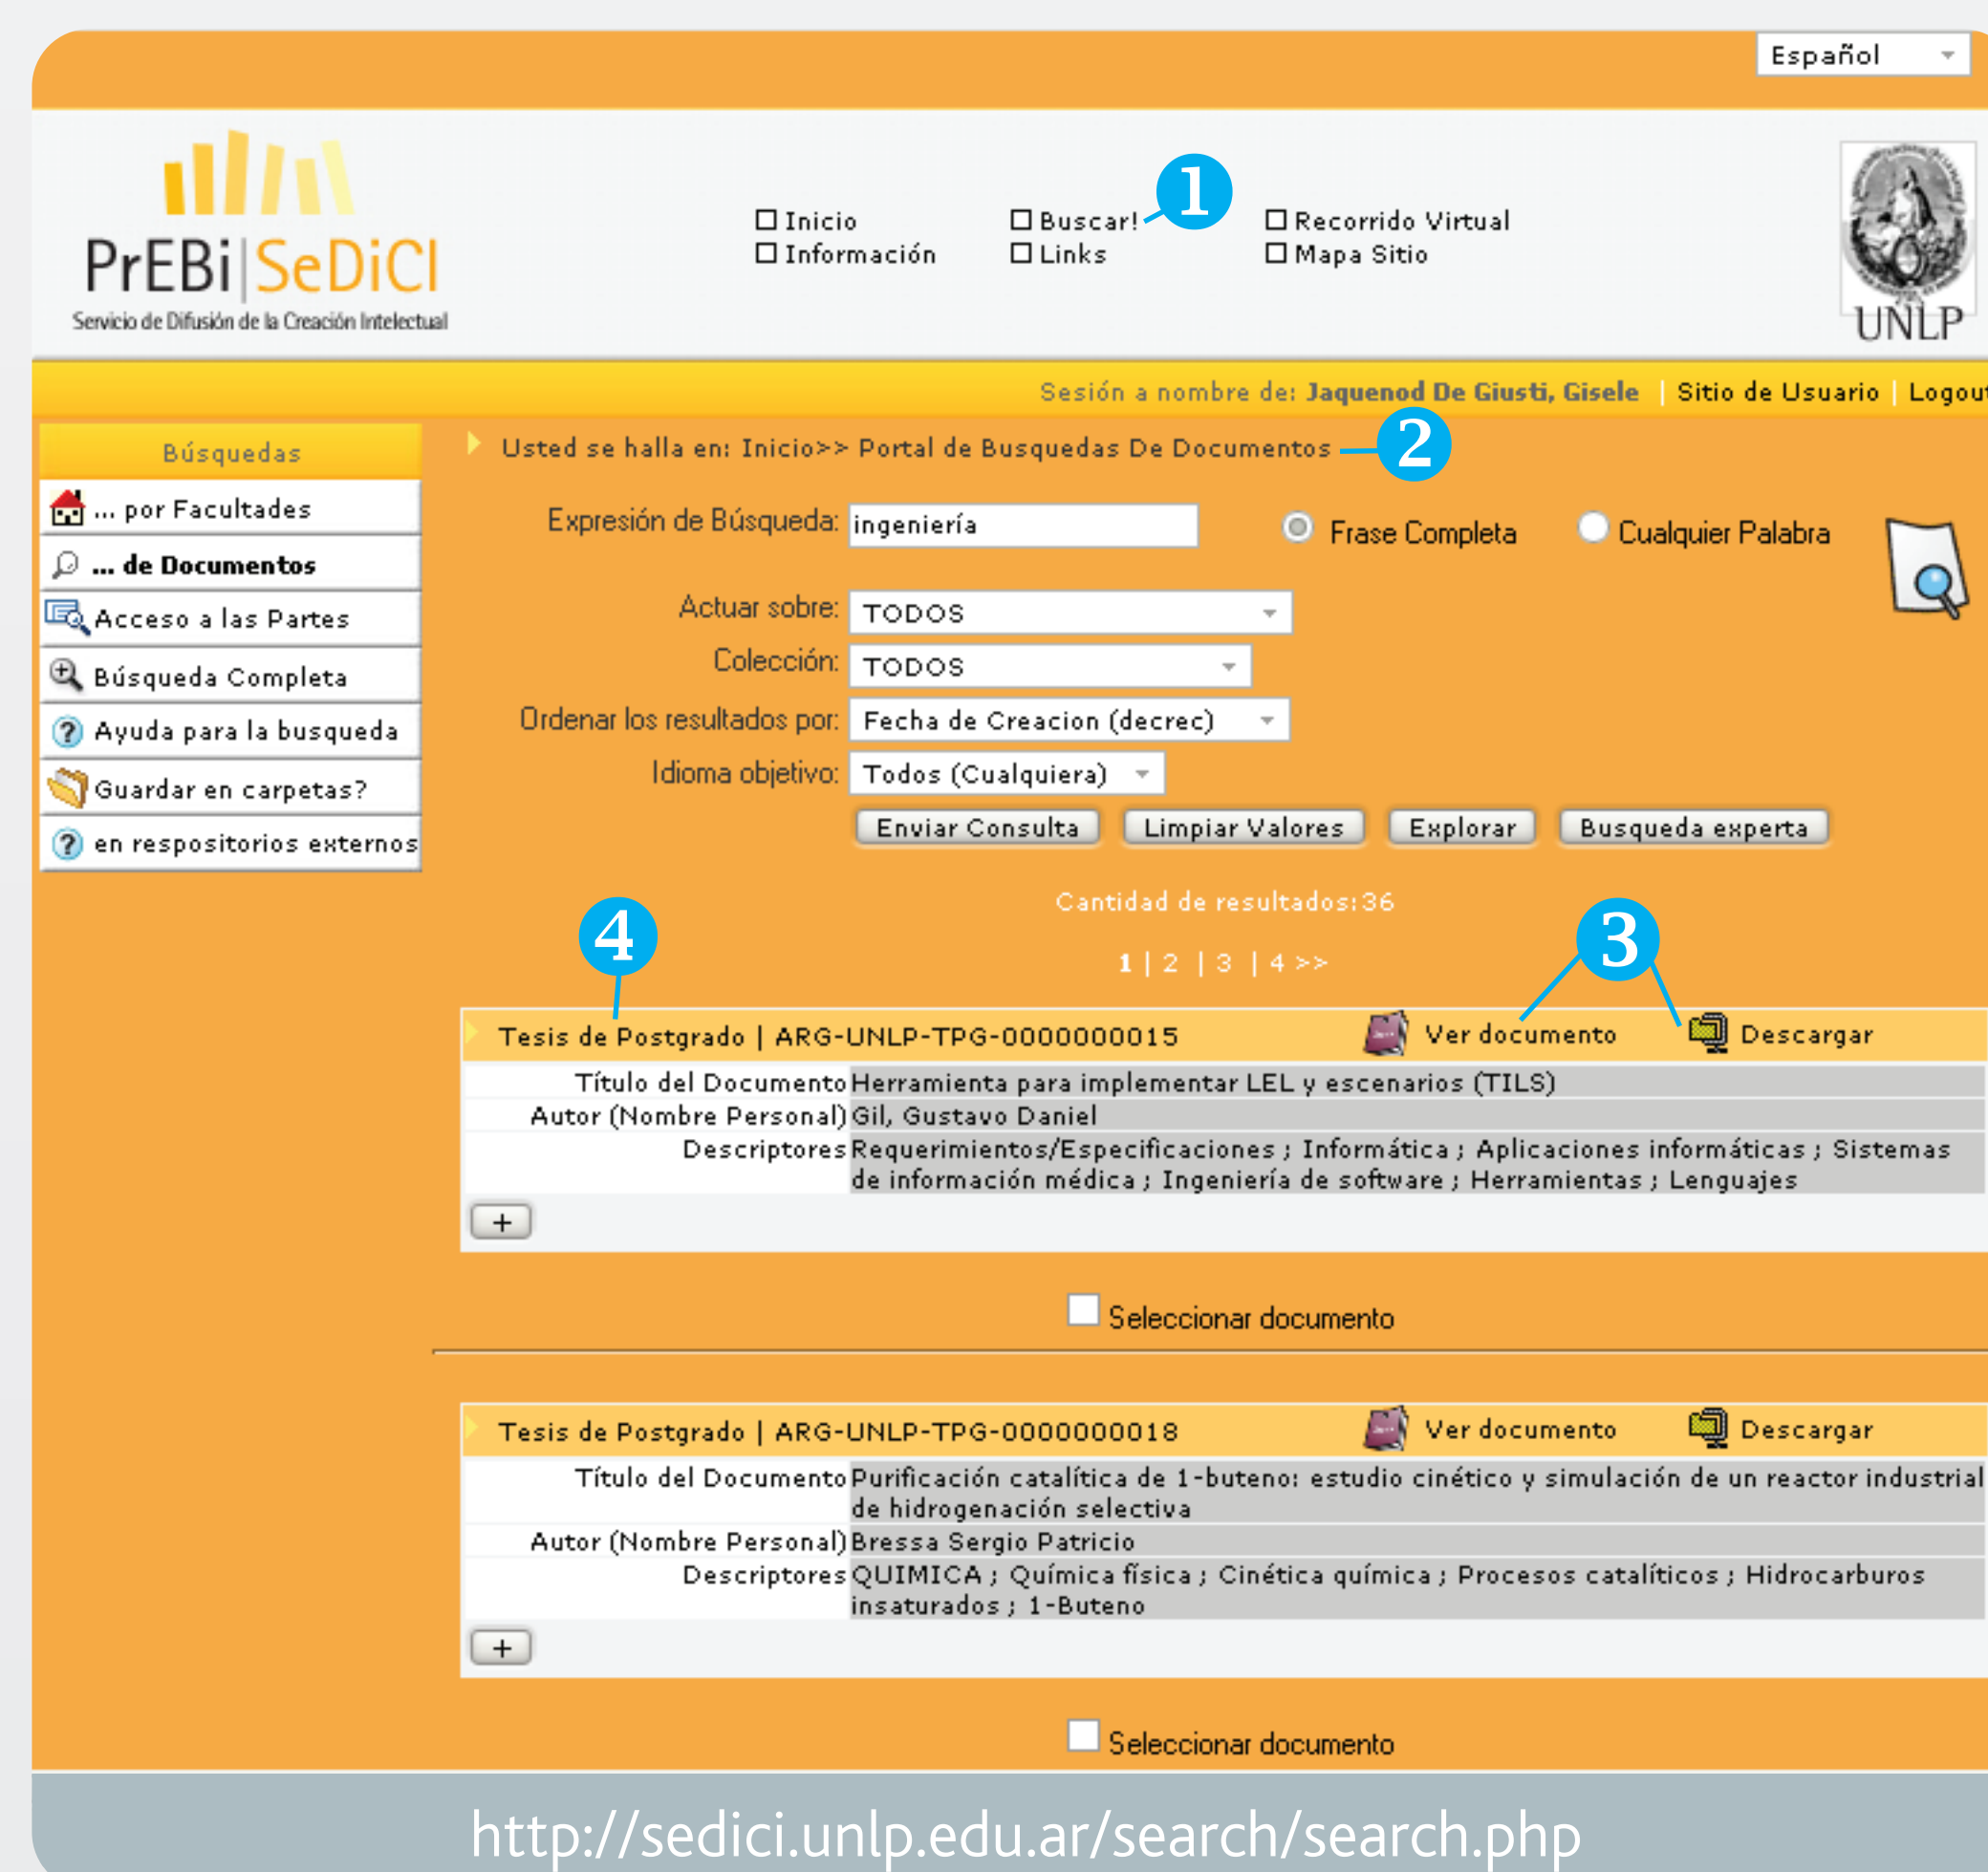 Español
PrEBi|SeDiCI
Servicio de Difusión de la Creación Intelectual
Inicio
Buscar!
Recorrido Virtual
Información
Links
Mapa Sitio
1
UNLP
Sesión a nombre de: Jaquenod De Giusti, Gisele | Sitio de Usuario | Logout
Búsquedas
... por Facultades
... de Documentos
Acceso a las Partes
Búsqueda Completa
Ayuda para la busqueda
Guardar en carpetas?
en respositorios externos
Usted se halla en: Inicio>> Portal de Busquedas De Documentos
2
Expresión de Búsqueda: ingeniería
Frase Completa
Cualquier Palabra
Actuar sobre: TODOS
Colección: TODOS
Ordenar los resultados por: Fecha de Creacion (decrec)
Idioma objetivo: Todos (Cualquiera)
Enviar Consulta
Limpiar Valores
Explorar
Busqueda experta
Cantidad de resultados:36
4
3
1 | 2 | 3 | 4 >>
Tesis de Postgrado | ARG-UNLP-TPG-0000000015
Ver documento
Descargar
Título del Documento Herramienta para implementar LEL y escenarios (TILS)
Autor (Nombre Personal) Gil, Gustavo Daniel
Descriptores Requerimientos/Especificaciones ; Informática ; Aplicaciones informáticas ; Sistemas
de información médica ; Ingeniería de software ; Herramientas ; Lenguajes
+
Seleccionar documento
Tesis de Postgrado | ARG-UNLP-TPG-0000000018
Ver documento
Descargar
Título del Documento Purificación catalítica de 1-buteno: estudio cinético y simulación de un reactor industrial
de hidrogenación selectiva
Autor (Nombre Personal) Bressa Sergio Patricio
Descriptores QUIMICA ; Química física ; Cinética química ; Procesos catalíticos ; Hidrocarburos
insaturados ; 1-Buteno
+
Seleccionar documento
http://sedici.unlp.edu.ar/search/search.php